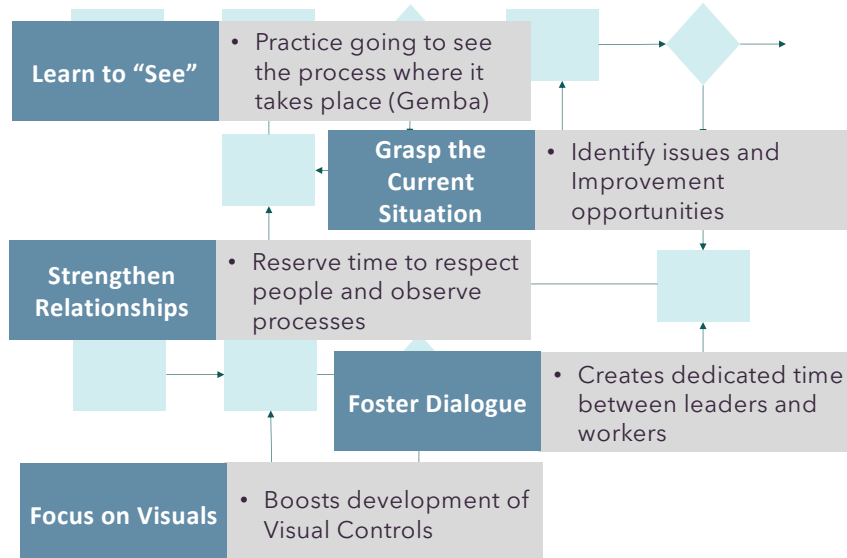 Learn to “See”
• Practice going to see
the process where it
takes place (Gemba)
Grasp the
Current
Situation
• Identify issues and
Improvement
opportunities
Strengthen
Relationships
• Reserve time to respect
people and observe
processes
Foster Dialogue
• Creates dedicated time
between leaders and
workers
Focus on Visuals
• Boosts development of
Visual Controls